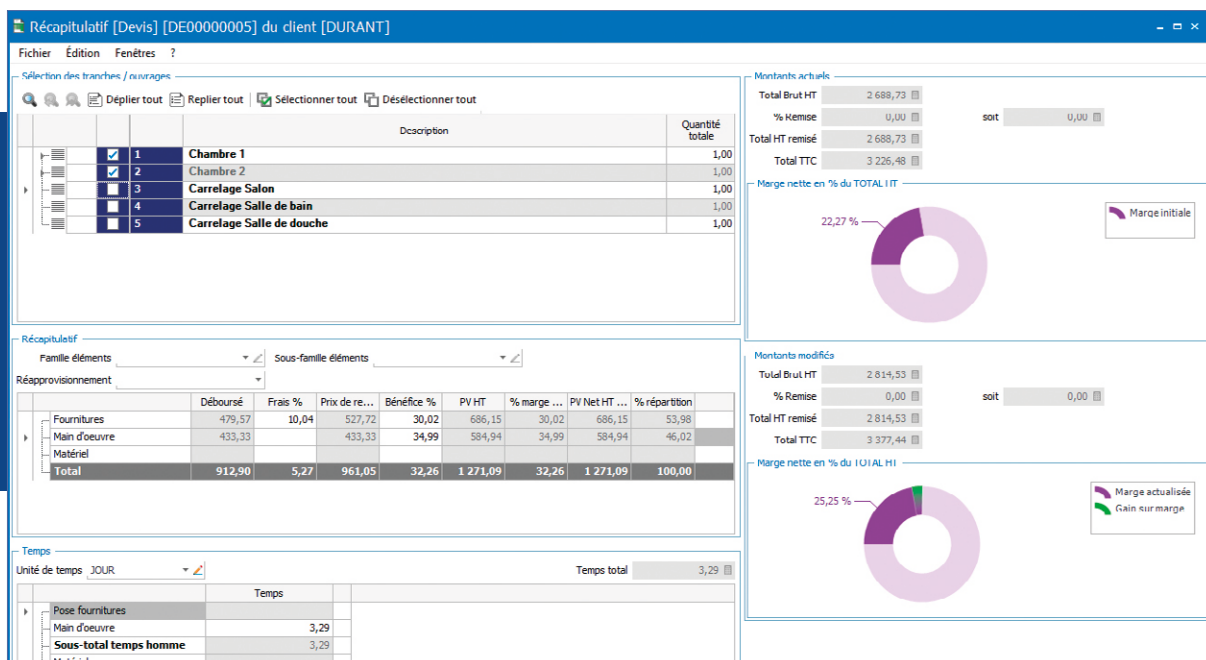 Récapitulatif [Devis] [DE00000005] du client [DURANT]
Fichier Édition Fenêtres ?
Sélection des tranches / ouvrages
Déplier tout Replier tout Sélectionner tout Désélectionner tout
Description Quantité totale
1 Chambre 1 1,00
2 Chambre 2 1,00
3 Carrelage Salon 1,00
4 Carrelage Salle de bain 1,00
5 Carrelage Salle de douche 1,00
Récapitulatif
Famille éléments Sous-famille éléments
Réapprovisionnement
Déboursé Frais % Prix de re... Bénéfice % PV HT % marge ... PV Net HT ... % répartition
Fournitures 479,57 10,04 527,72 30,02 686,15 30,02 686,15 53,98
Main d'oeuvre 433,33 433,33 34,99 584,94 34,99 584,94 46,02
Matériel
Total 912,90 5,27 961,05 32,26 1 271,09 32,26 1 271,09 100,00
Temps
Unité de temps JOUR Temps total 3,29
Temps
Pose fournitures
Main d'oeuvre 3,29
Sous-total temps homme 3,29
Matériel
Montants actuels
Total Brut HT 2 688,73
% Remise 0,00 soit 0,00
Total HT remisé 2 688,73
Total TTC 3 226,48
Marge nette en % du TOTAL HT
22,27 %
Marge initiale
Montants modifiés
Total Brut HT 2 814,53
% Remise 0,00 soit 0,00
Total HT remisé 2 814,53
Total TTC 3 377,44
Marge nette en % du TOTAL HT
25,25 %
Marge actualisée
Gain sur marge